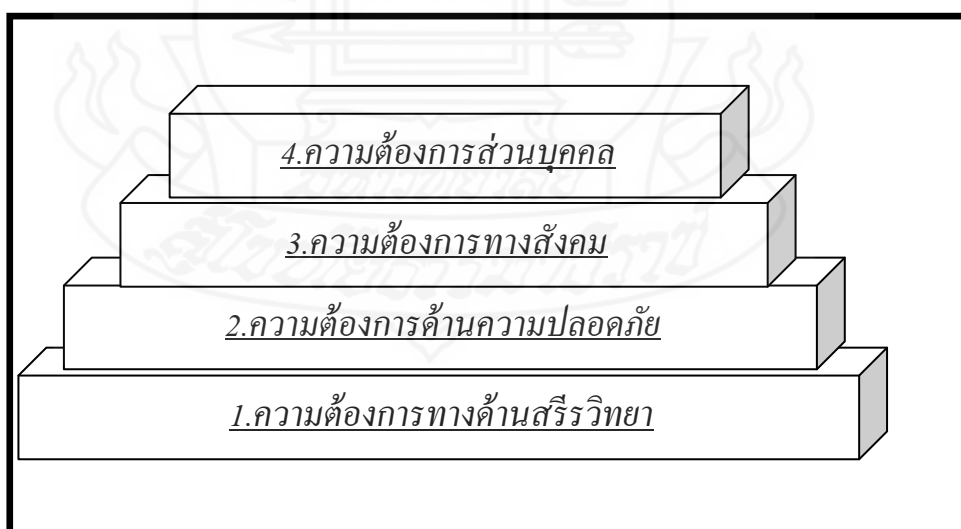 4.ความต้องการส่วนบุคคล
3.ความต้องการทางสังคม
2.ความต้องการด้านความปลอดภัย
1.ความต้องการทางด้านสรีรวิทยา